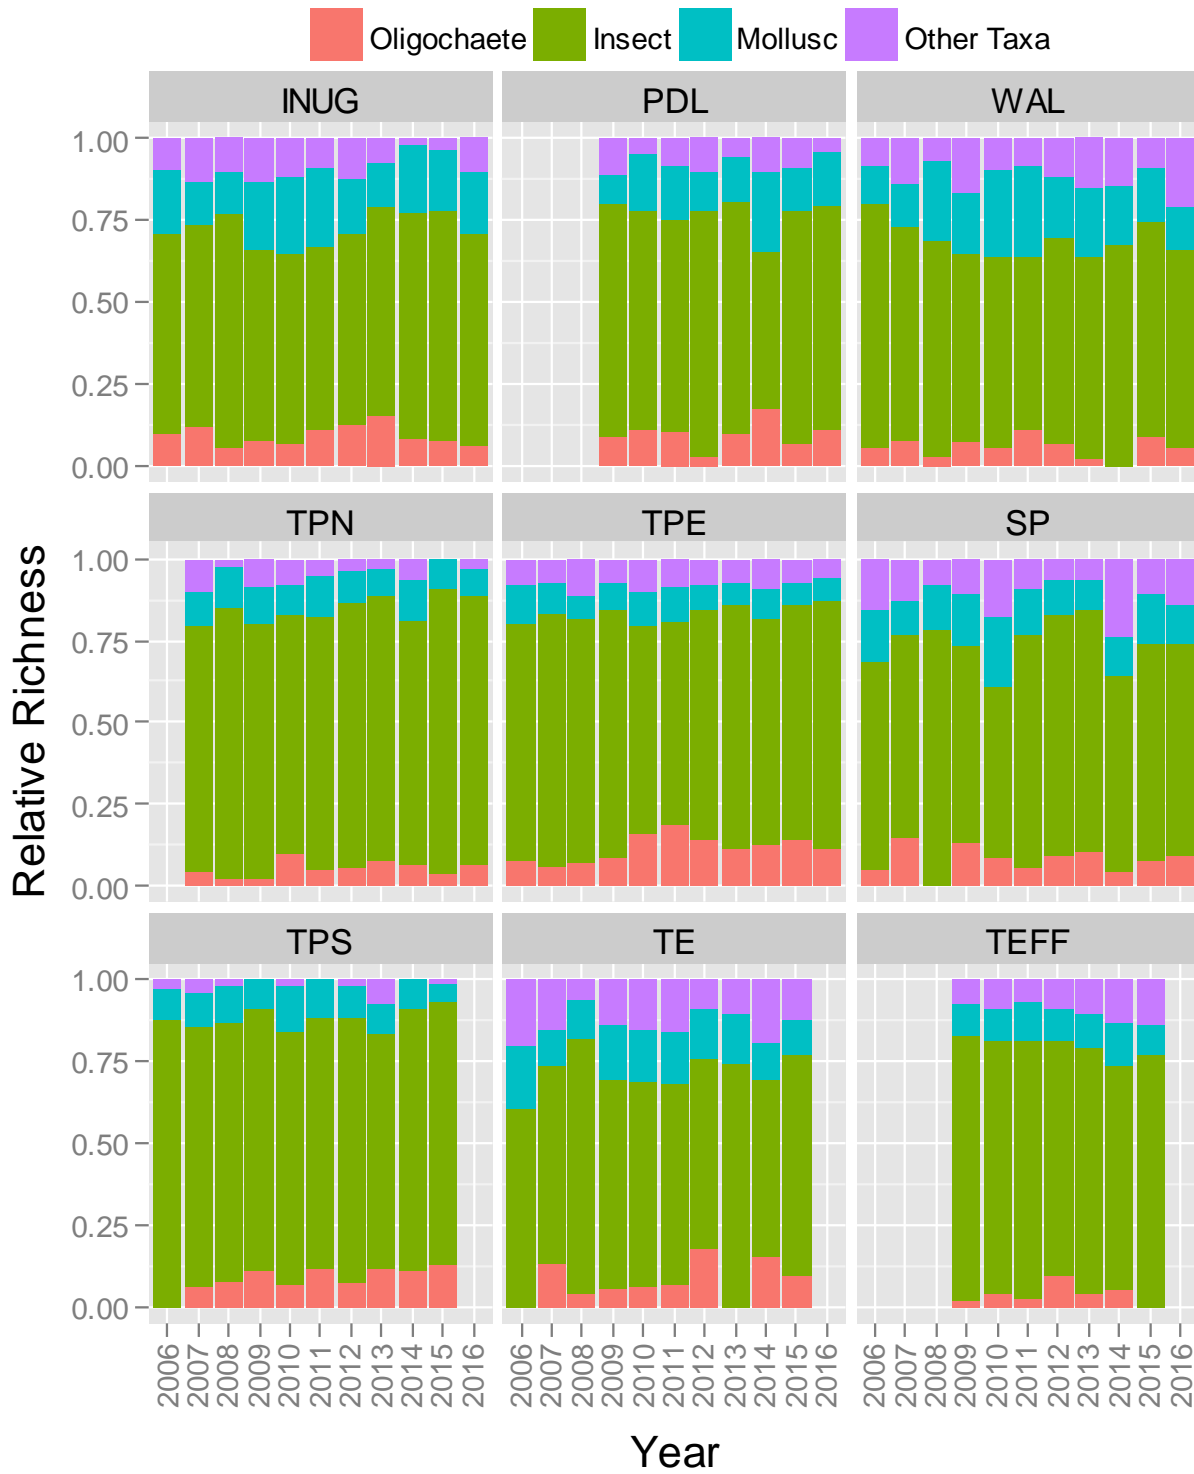 Oligochaete Insect Mollusc Other Taxa
INUG PDL WAL
1.00
0.75
0.50
0.25
0.00
TPN TPE SP
1.00
0.75
0.50
0.25
0.00
TPS TE TEFF
1.00
0.75
0.50
0.25
0.00
Relative Richness
2006 2007 2008 2009 2010 2011 2012 2013 2014 2015 2016 2006 2007 2008 2009 2010 2011 2012 2013 2014 2015 2016 2006 2007 2008 2009 2010 2011 2012 2013 2014 2015 2016
Year